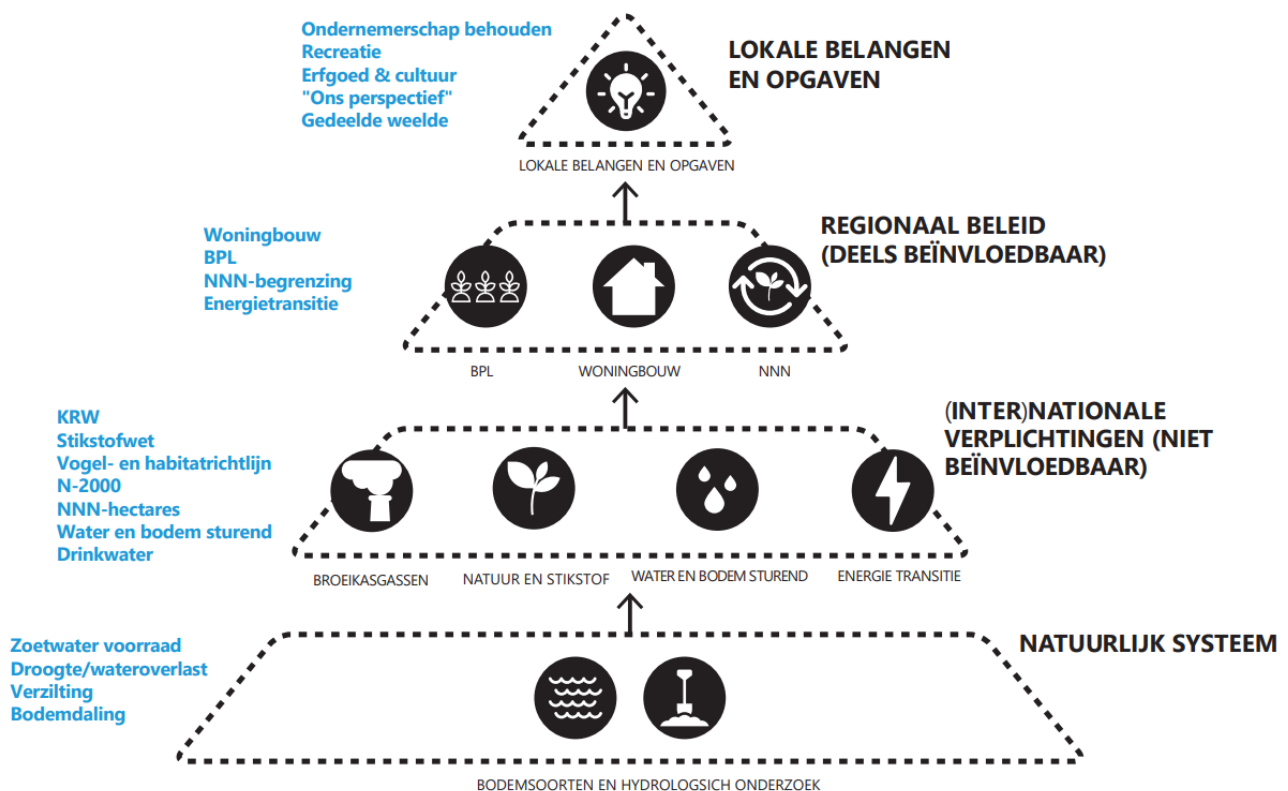 Ondernemerschap behouden
Recreatie
Erfgoed & cultuur
"Ons perspectief"
Gedeelde weelde
LOKALE BELANGEN
EN OPGAVEN
LOKALE BELANGEN EN OPGAVEN
Woningbouw
BPL
NNN-begrenzing
Energietransitie
REGIONAAL BELEID
(DEELS BEÏNVLOEDBAAR)
BPL
WONINGBOUW
NNN
KRW
Stikstofwet
Vogel- en habitatrichtlijn
N-2000
NNN-hectares
Water en bodem sturend
Drinkwater
(INTER)NATIONALE
VERPLICHTINGEN (NIET
BEÏNVLOEDBAAR)
BROEIKASGASSEN
NATUUR EN STIKSTOF
WATER EN BODEM STUREND
ENERGIE TRANSITIE
Zoetwater voorraad
Droogte/wateroverlast
Verzilting
Bodemdaling
NATUURLIJK SYSTEEM
BODEMSOORTEN EN HYDROLOGSICH ONDERZOEK